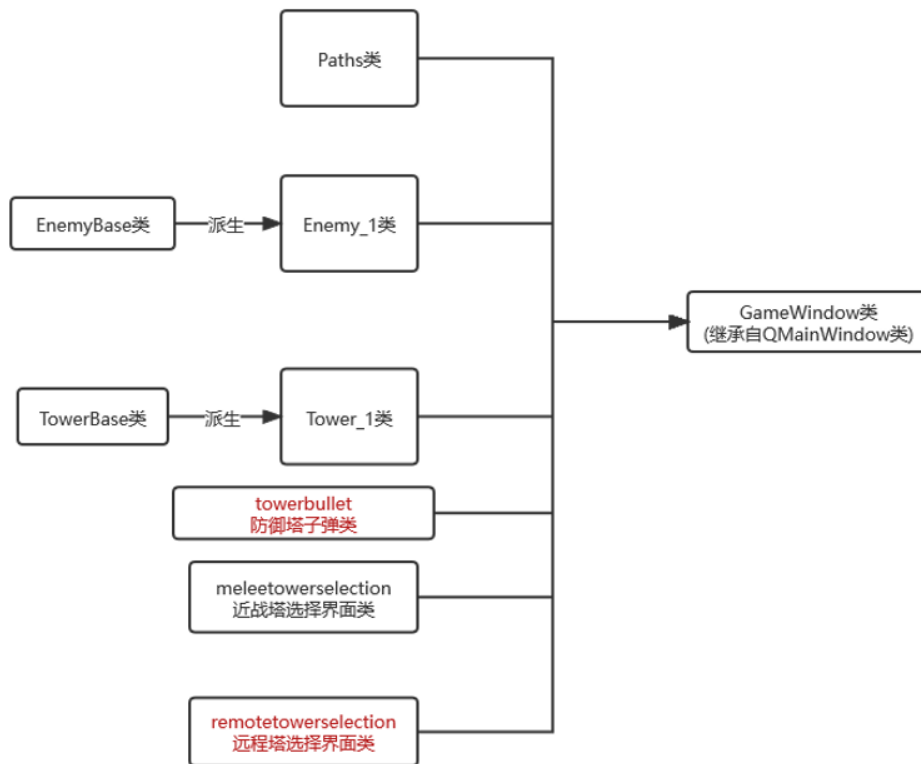 Paths类
EnemyBase类
派生
Enemy_1类
GameWindow类
(继承自QMainWindow类)
TowerBase类
派生
Tower_1类
towerbullet
防御塔子弹类
meleetowerselection
近战塔选择界面类
remotetowerselection
远程塔选择界面类